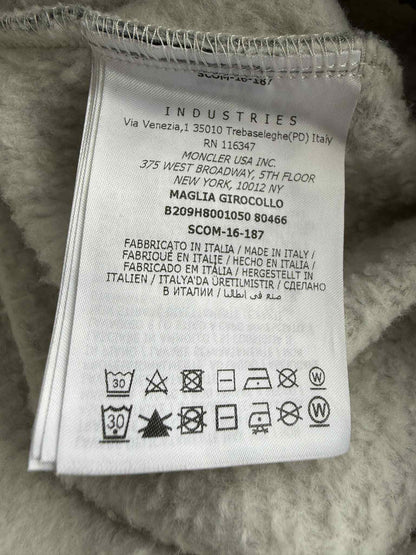 SCOM-16-187
INDUSTRIES
Via Venezia,1 35010 Trebaseleghe(PD) Italy
RN 116347
MONCLER USA INC.
375 WEST BROADWAY, 5TH FLOOR
NEW YORK, 10012 NY
MAGLIA GIROCOLLO
B209H8001050 80466
SCOM-16-187
FABBRICATO IN ITALIA / MADE IN ITALY /
FABRIQUÉ EN ITALIE / HECHO EN ITALIA /
FABRICADO EM ITÁLIA / HERGESTELLT IN
ITALIEN / ITALYA'DA ÜRETILMISTIR / СДЕЛАНО
В ИТАЛИИ / صنع في ايطاليا
30 W
30 W